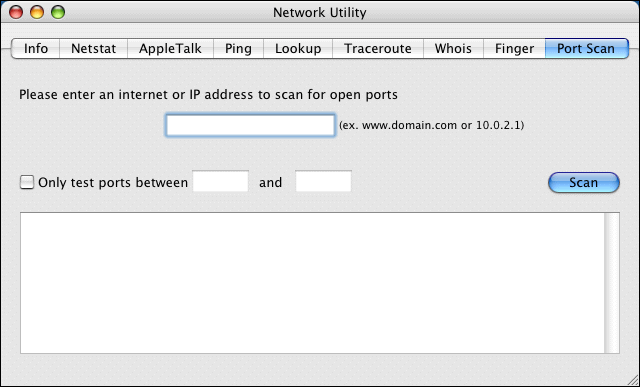 Network Utility
Info Netstat AppleTalk Ping Lookup Traceroute Whois Finger Port Scan
Please enter an internet or IP address to scan for open ports
(ex. www.domain.com or 10.0.2.1)
Only test ports between and Scan